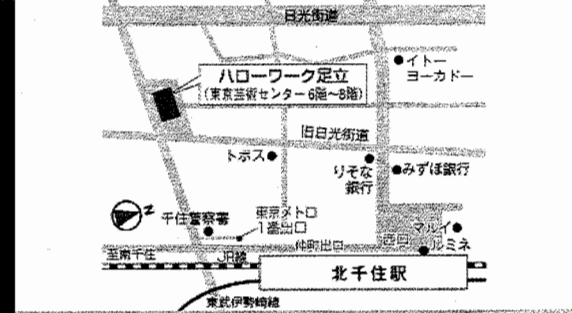 日光街道
イトー
ヨーカドー
ハローワーク足立
(東京芸術センター 6階〜8階)
旧日光街道
トポス
りそな
銀行
みずほ銀行
N
千住警察署
東京メトロ
1番出口
仲町出口
西口
マルイ
ルミネ
至南千住
JR線
北千住駅
東武伊勢崎線